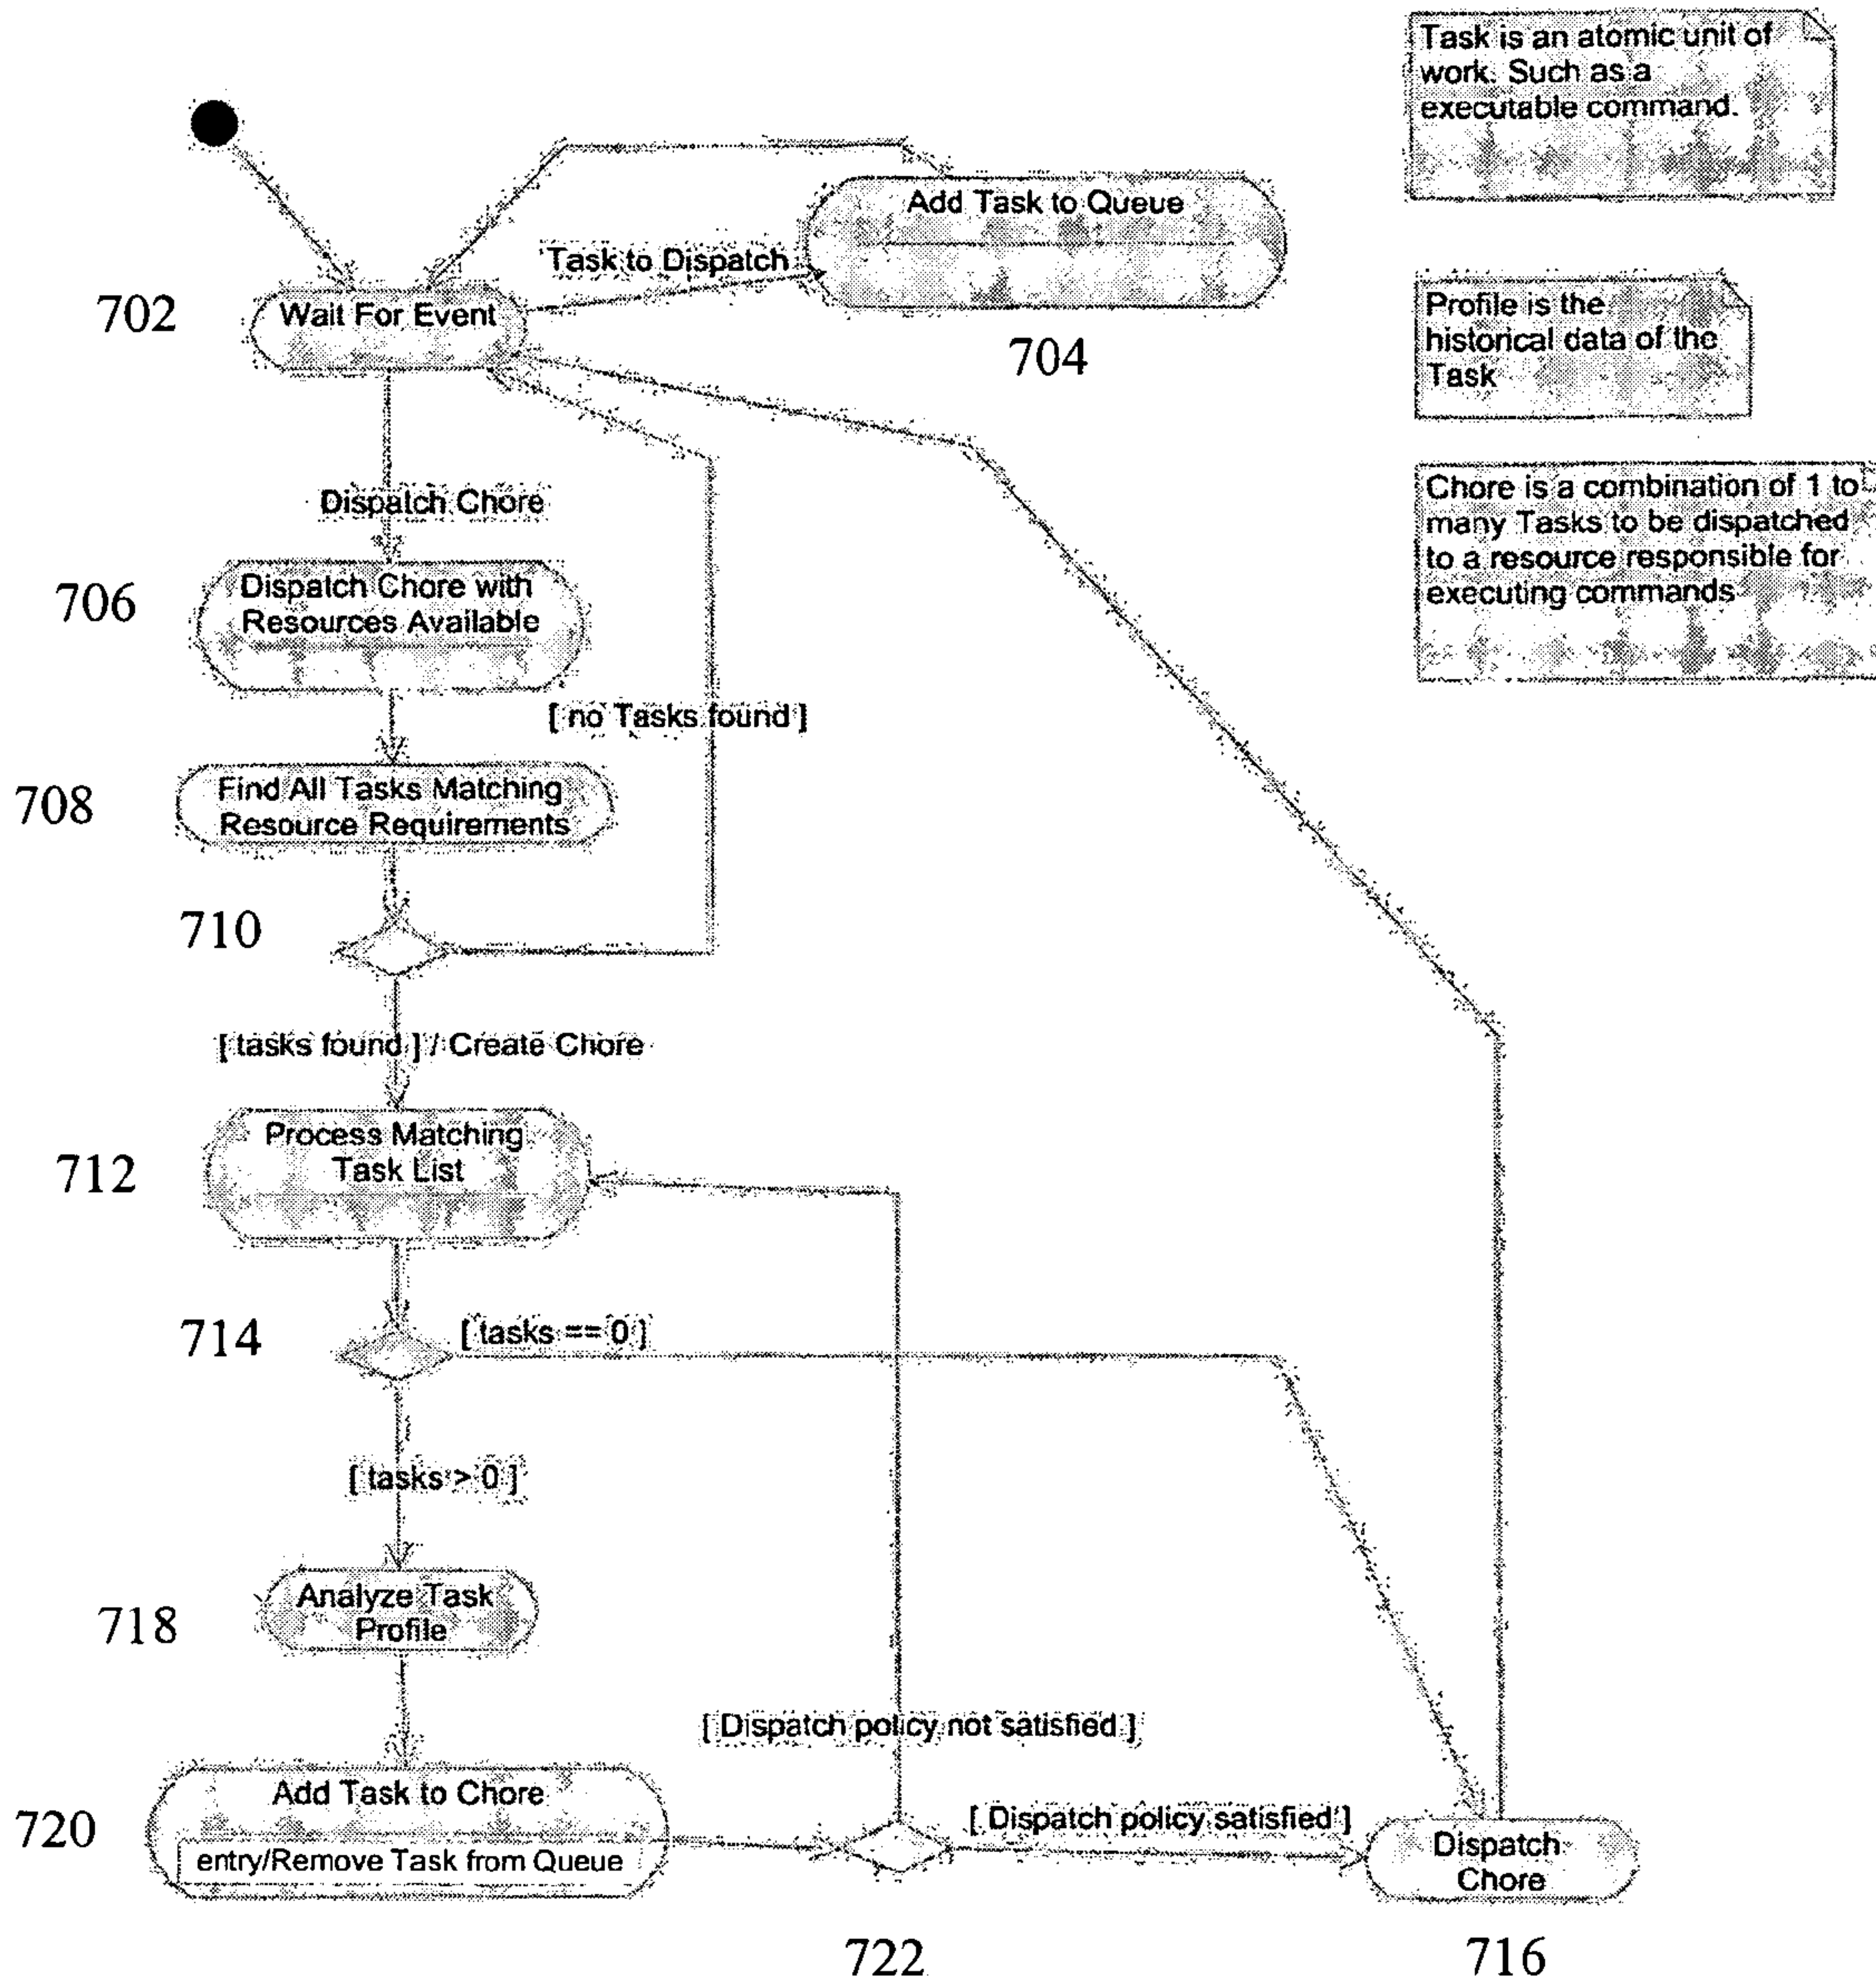 Task is an atomic unit of
work. Such as a
executable command.
Add Task to Queue
Task to Dispatch
702
Wait For Event
704
Profile is the
historical data of the
Task
Dispatch Chore
Chore is a combination of 1 to
many Tasks to be dispatched
to a resource responsible for
executing commands
706
Dispatch Chore with
Resources Available
[ no Tasks found ]
708
Find All Tasks Matching
Resource Requirements
710
[ tasks found ] / Create Chore
712
Process Matching
Task List
714
[ tasks == 0 ]
[ tasks > 0 ]
718
Analyze Task
Profile
[ Dispatch policy not satisfied ]
720
Add Task to Chore
entry/Remove Task from Queue
[ Dispatch policy satisfied ]
Dispatch
Chore
722
716